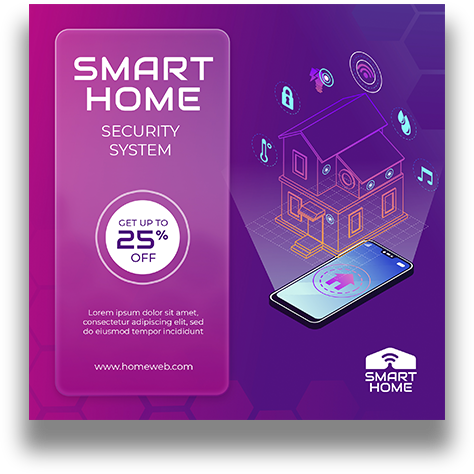 SMART
HOME
SECURITY
SYSTEM
GET UP TO
25%
OFF
Lorem ipsum dolor sit amet,
consectetur adipiscing elit, sed
do eiusmod tempor incididunt
www.homeweb.com
SMART
HOME